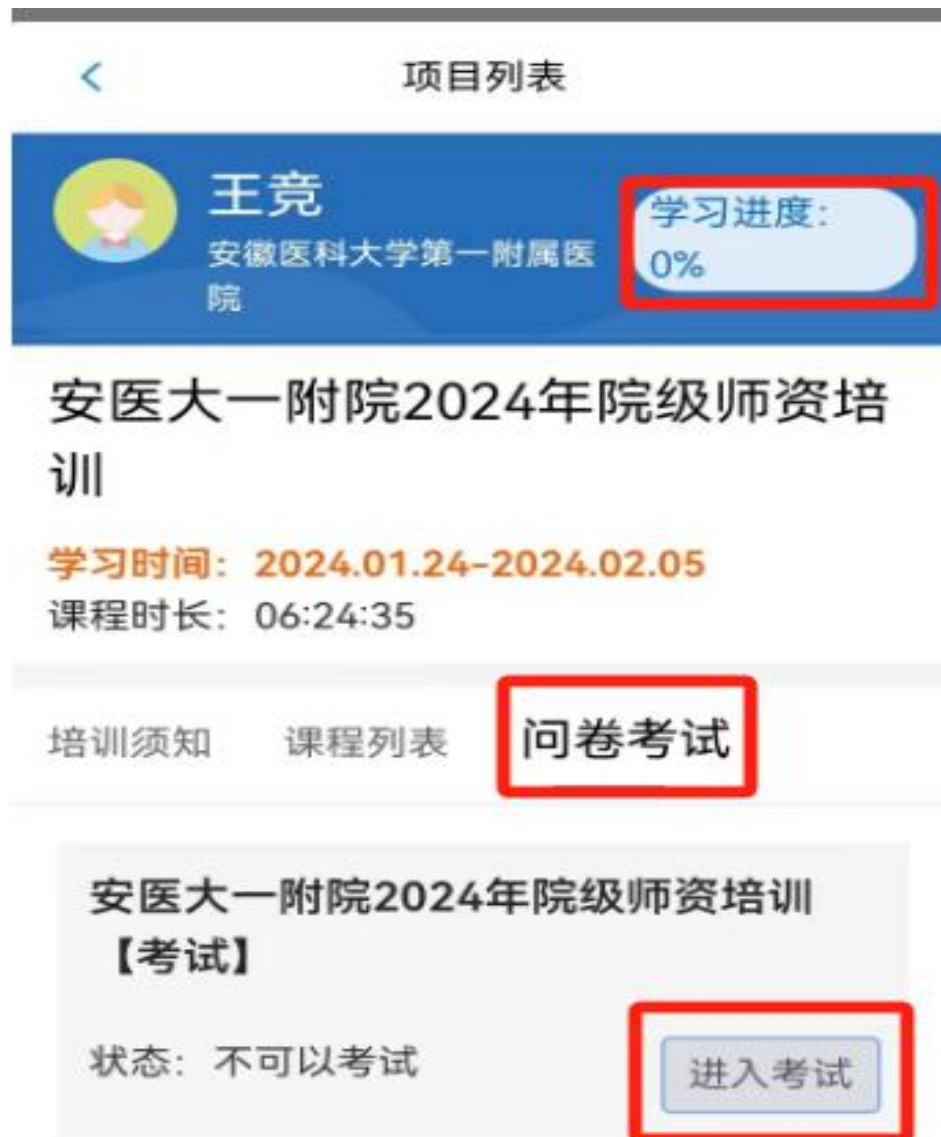 项目列表
王竞
安徽医科大学第一附属医
院
学习进度：
0%
安医大一附院2024年院级师资培
训
学习时间：2024.01.24-2024.02.05
课程时长：06:24:35
培训须知 课程列表 问卷考试
安医大一附院2024年院级师资培训
【考试】
状态：不可以考试
进入考试